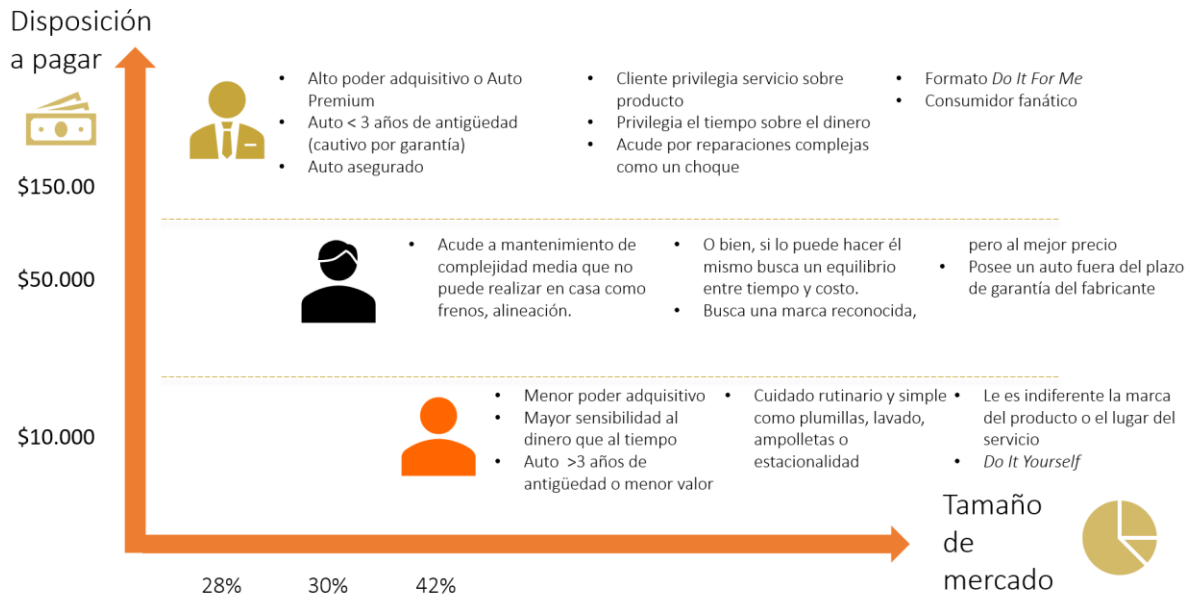 Disposición
a pagar
$150.00
$50.000
$10.000
• Alto poder adquisitivo o Auto
Premium
• Auto < 3 años de antigüedad
(cautivo por garantía)
• Auto asegurado
• Cliente privilegia servicio sobre
producto
• Privilegia el tiempo sobre el dinero
• Acude por reparaciones complejas
como un choque
• Formato Do It For Me
• Consumidor fanático
• Acude a mantenimiento de
complejidad media que no
puede realizar en casa como
frenos, alineación.
• O bien, si lo puede hacer él
mismo busca un equilibrio
entre tiempo y costo.
• Busca una marca reconocida,
pero al mejor precio
• Posee un auto fuera del plazo
de garantía del fabricante
• Menor poder adquisitivo
• Mayor sensibilidad al
dinero que al tiempo
• Auto >3 años de
antigüedad o menor valor
• Cuidado rutinario y simple
como plumillas, lavado,
ampolletas o
estacionalidad
• Le es indiferente la marca
del producto o el lugar del
servicio
• Do It Yourself
Tamaño
de
mercado
28%
30%
42%